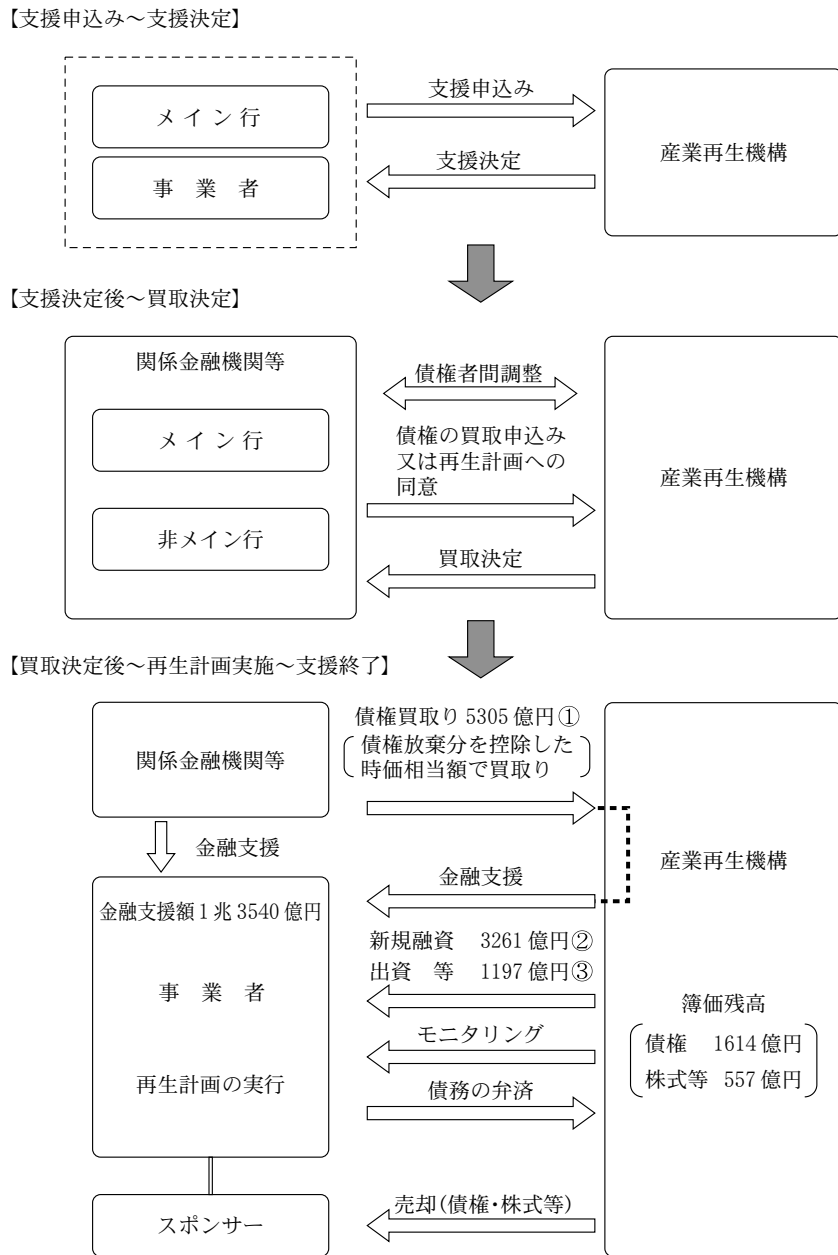 【支援申込み〜支援決定】
メイン行
事業者
支援申込み
支援決定
産業再生機構
【支援決定後〜買取決定】
関係金融機関等
メイン行
非メイン行
債権者間調整
債権の買取申込み
又は再生計画への
同意
買取決定
産業再生機構
【買取決定後〜再生計画実施〜支援終了】
関係金融機関等
債権買取り 5305 億円①
債権放棄分を控除した
時価相当額で買取り
金融支援
金融支援
産業再生機構
金融支援額1兆 3540 億円
事業者
再生計画の実行
新規融資 3261 億円②
出資等 1197 億円③
モニタリング
債務の弁済
簿価残高
債権 1614 億円
株式等 557 億円
スポンサー
売却(債権・株式等)